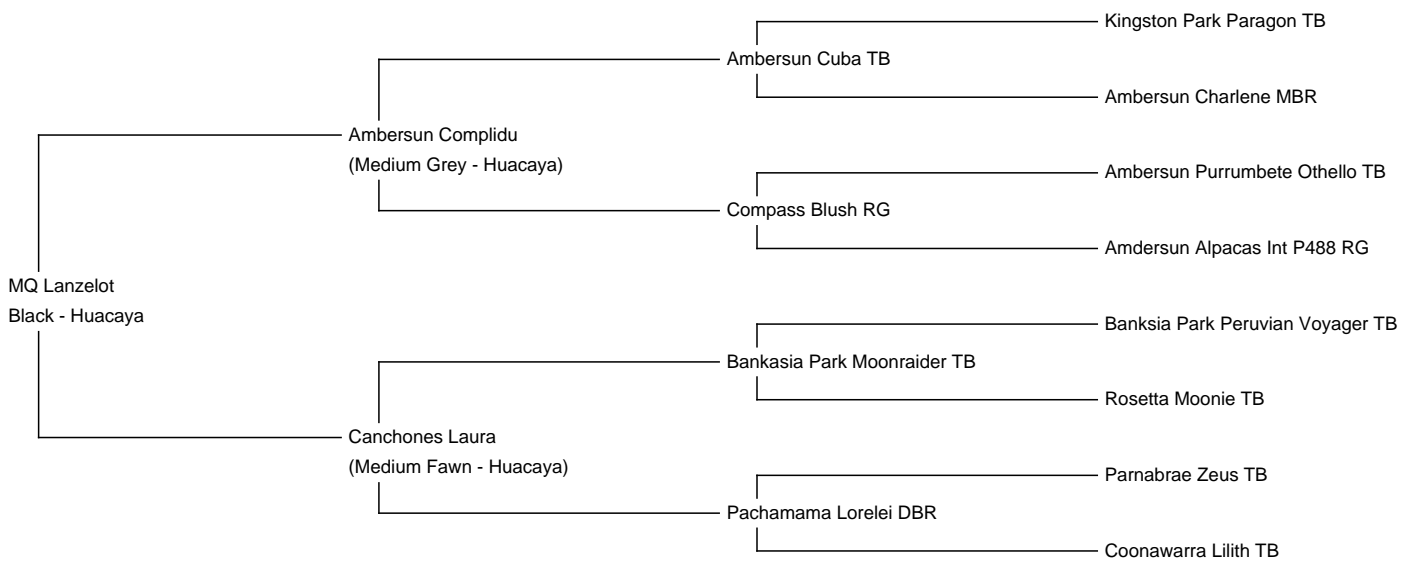 Kingston Park Paragon TB
Ambersun Cuba TB
Ambersun Charlene MBR
Ambersun Complidu
(Medium Grey - Huacaya)
Ambersun Purrumbete Othello TB
Compass Blush RG
Amdersun Alpacas Int P488 RG
MQ Lanzelot
Black - Huacaya
Banksia Park Peruvian Voyager TB
Bankasia Park Moonraider TB
Rosetta Moonie TB
Canchones Laura
(Medium Fawn - Huacaya)
Parnabrae Zeus TB
Pachamama Lorelei DBR
Coonawarra Lilith TB